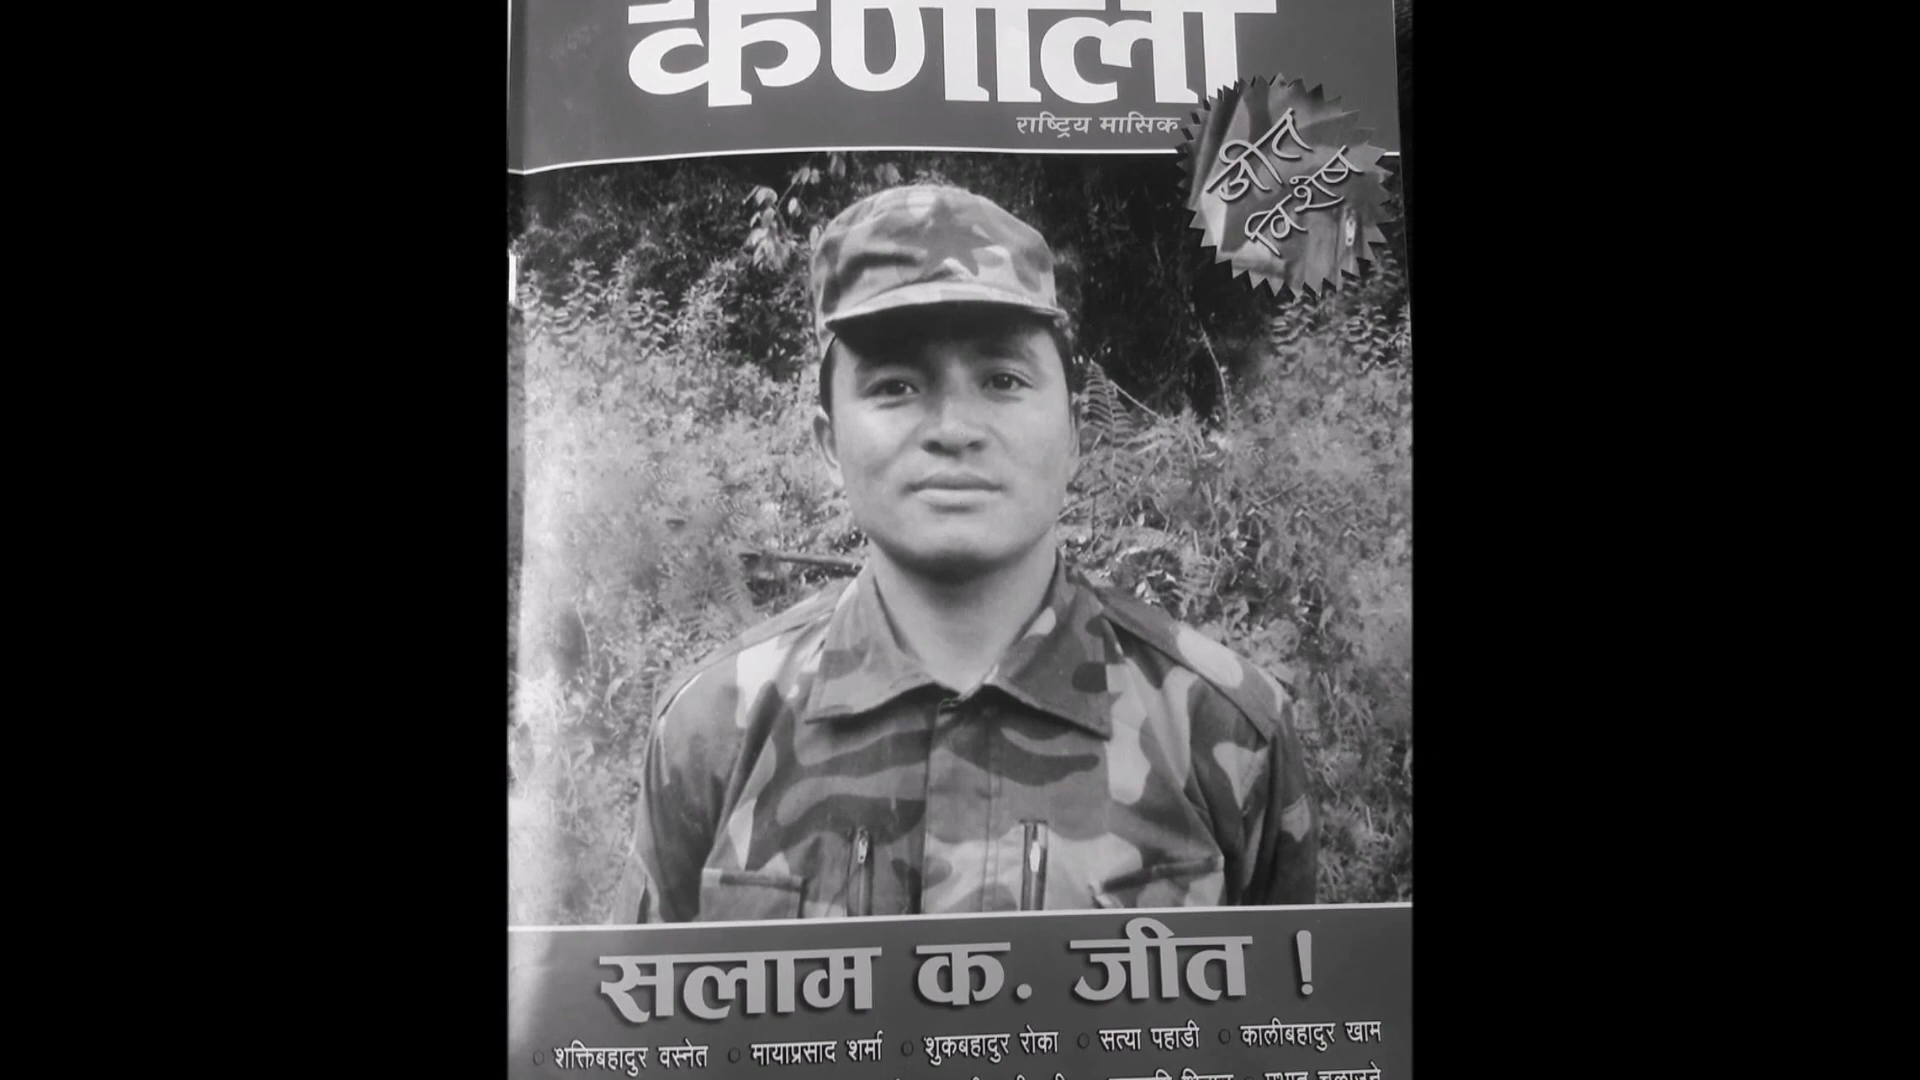 कर्णाली
राष्ट्रिय मासिक
जीत
विशेष
सलाम क. जीत !
शक्तिबहादुर वस्नेत मायाप्रसाद शर्मा शुकबहादुर रोका सत्या पहाडी कालीबहादुर खाम